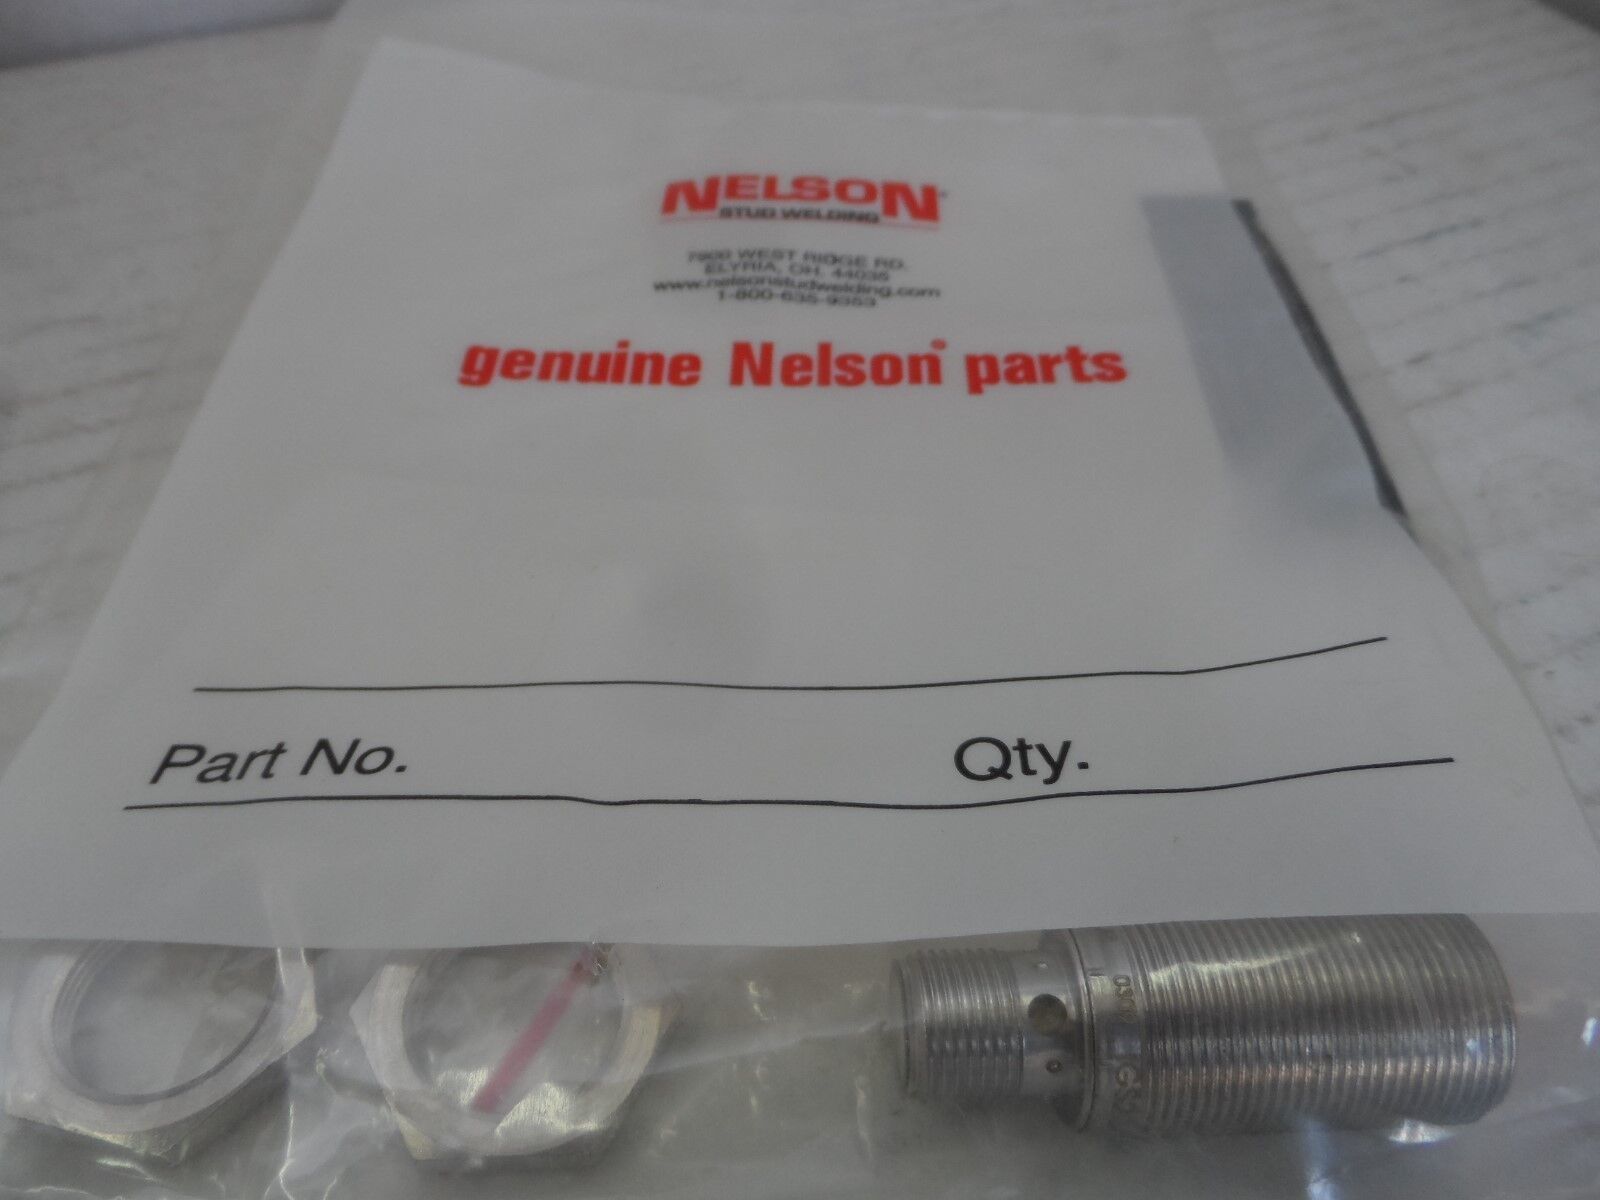 NELSON®
STUD WELDING
7900 WEST RIDGE RD.
ELYRIA, OH. 44035
www.nelsonstudwelding.com
1-800-635-9353
genuine Nelson® parts
Part No. Qty.